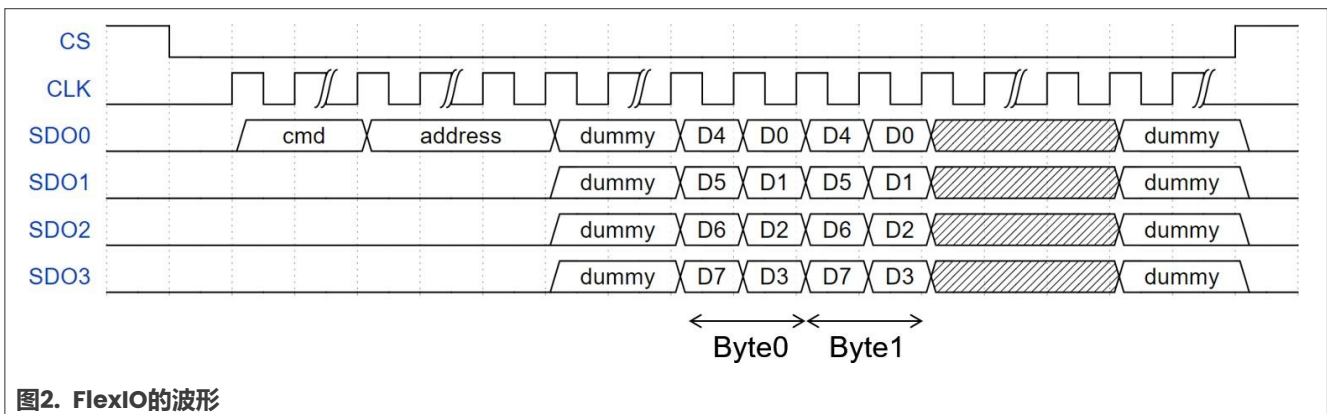 CS
CLK
SDO0 cmd address dummy D4 D0 D4 D0 dummy
SDO1 dummy D5 D1 D5 D1 dummy
SDO2 dummy D6 D2 D6 D2 dummy
SDO3 dummy D7 D3 D7 D3 dummy
Byte0 Byte1
图2. FlexIO的波形